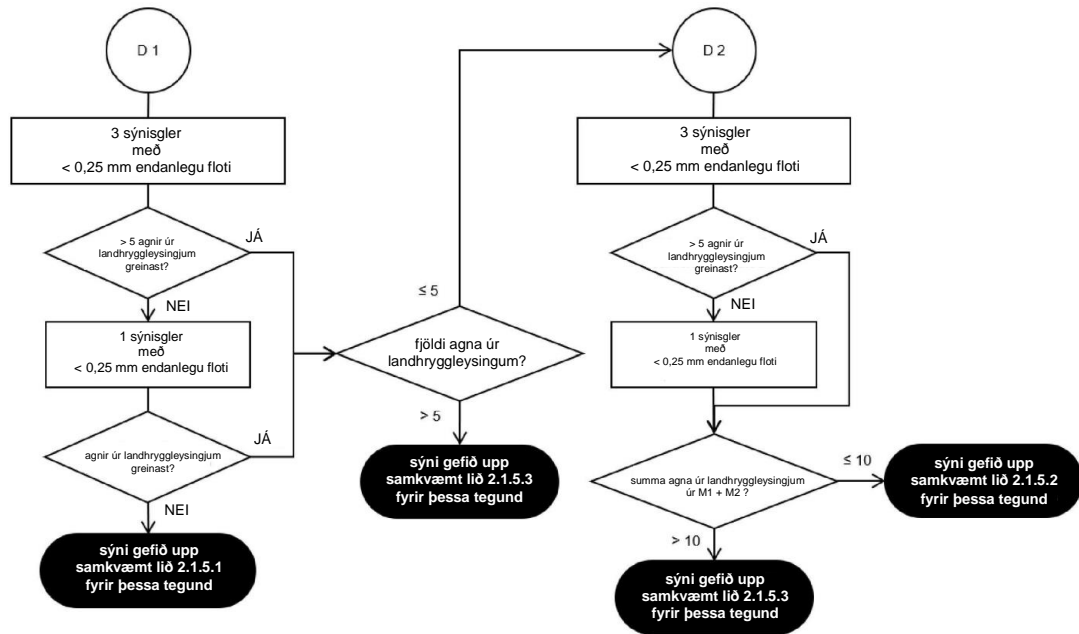 D 1
3 sýnisgler
með
< 0,25 mm endanlegu floti
> 5 agnir úr
landhryggleysingjum
greinast?
JÁ
NEI
1 sýnisgler
með
< 0,25 mm endanlegu floti
agnir úr landhryggleysingjum
greinast?
JÁ
NEI
sýni gefið upp
samkvæmt lið 2.1.5.1
fyrir þessa tegund
≤ 5
fjöldi agna úr
landhryggleysingum?
> 5
sýni gefið upp
samkvæmt lið 2.1.5.3
fyrir þessa tegund
D 2
3 sýnisgler
með
< 0,25 mm endanlegu floti
> 5 agnir úr
landhryggleysingjum
greinast?
JÁ
NEI
1 sýnisgler
með
< 0,25 mm endanlegu floti
summa agna úr landhryggleysingjum
úr M1 + M2 ?
≤ 10
sýni gefið upp
samkvæmt lið 2.1.5.2
fyrir þessa tegund
> 10
sýni gefið upp
samkvæmt lið 2.1.5.3
fyrir þessa tegund